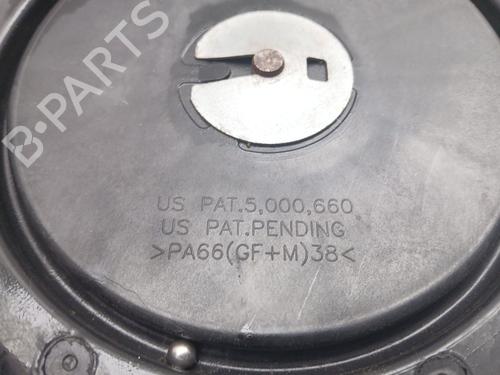 B-PARTS
US PAT.5,000,660
US PAT.PENDING
>PA66(GF+M)38<